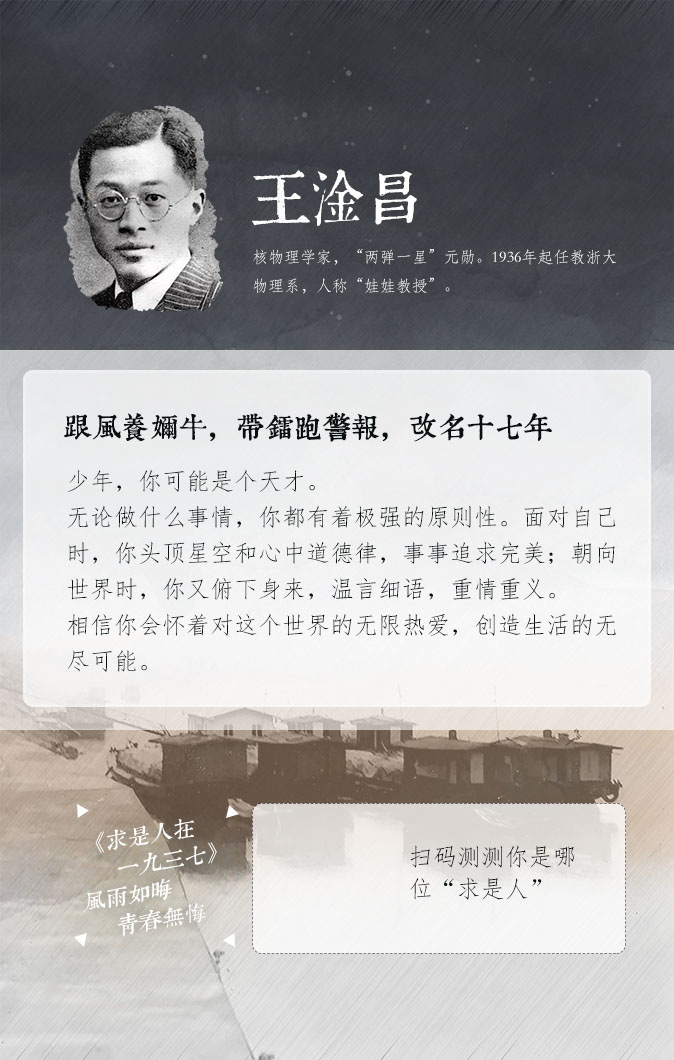 王淦昌
核物理学家，“两弹一星”元勋。1936年起任教浙大
物理系，人称“娃娃教授”。
跟風養嬭牛，帶鐳跑警報，改名十七年
少年，你可能是个天才。
无论做什么事情，你都有着极强的原则性。面对自己
时，你头顶星空和心中道德律，事事追求完美；朝向
世界时，你又俯下身来，温言细语，重情重义。
相信你会怀着对这个世界的无限热爱，创造生活的无
尽可能。
《求是人在
一九三七》
風雨如晦
青春無悔
扫码测测你是哪
位“求是人”